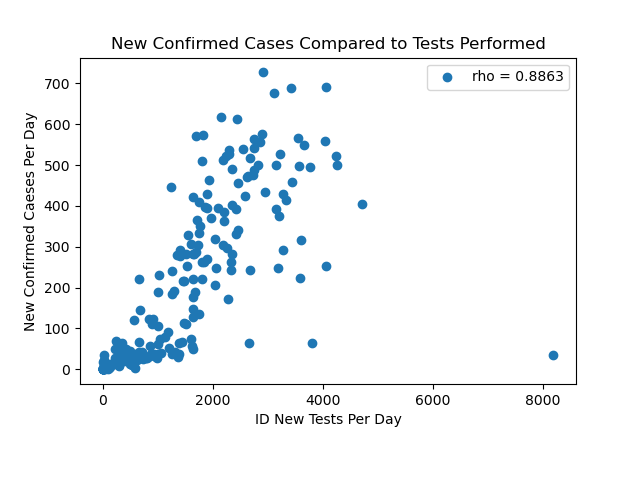 New Confirmed Cases Compared to Tests Performed
rho = 0.8863
New Confirmed Caeses Per Day
700
600
500
400
300
200
100
0
0 2000 4000 6000 8000
ID New Tests Per Day